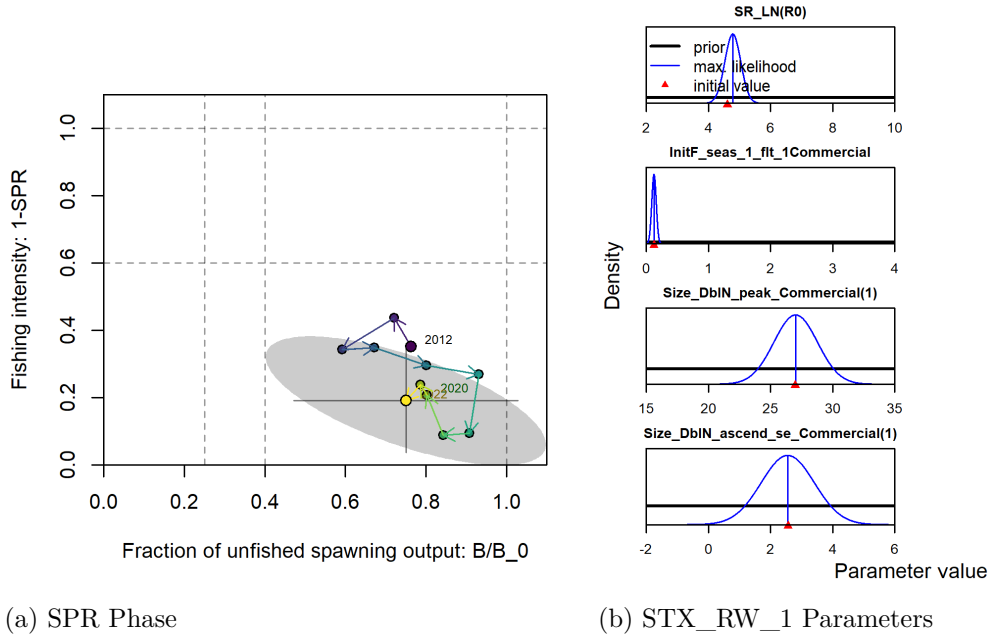 Fishing intensity: 1-SPR
1.0
0.8
0.6
0.4
0.2
0.0
2012
2020
2022
0.0
0.2
0.4
0.6
0.8
1.0
Fraction of unfished spawning output: B/B_0
(a) SPR Phase
Density
SR_LN(R0)
prior
max. likelihood
initial value
2 4 6 8 10
InitF_seas_1_flt_1Commercial
0 1 2 3 4
Size_DblN_peak_Commercial(1)
15 20 25 30 35
Size_DblN_ascend_se_Commercial(1)
-2 0 2 4 6
Parameter value
(b) STX_RW_1 Parameters